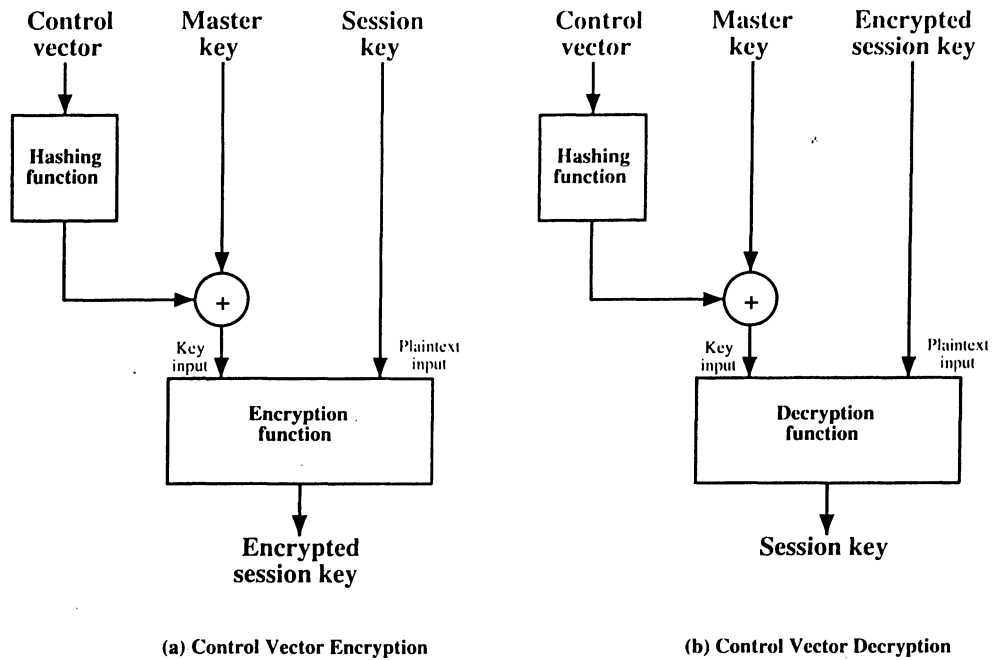 Control
vector
Master
key
Session
key
Hashing
function
+
Key
input
Plaintext
input
Encryption
function
Encrypted
session key
(a) Control Vector Encryption
Control
vector
Master
key
Encrypted
session key
Hashing
function
+
Key
input
Plaintext
input
Decryption
function
Session key
(b) Control Vector Decryption